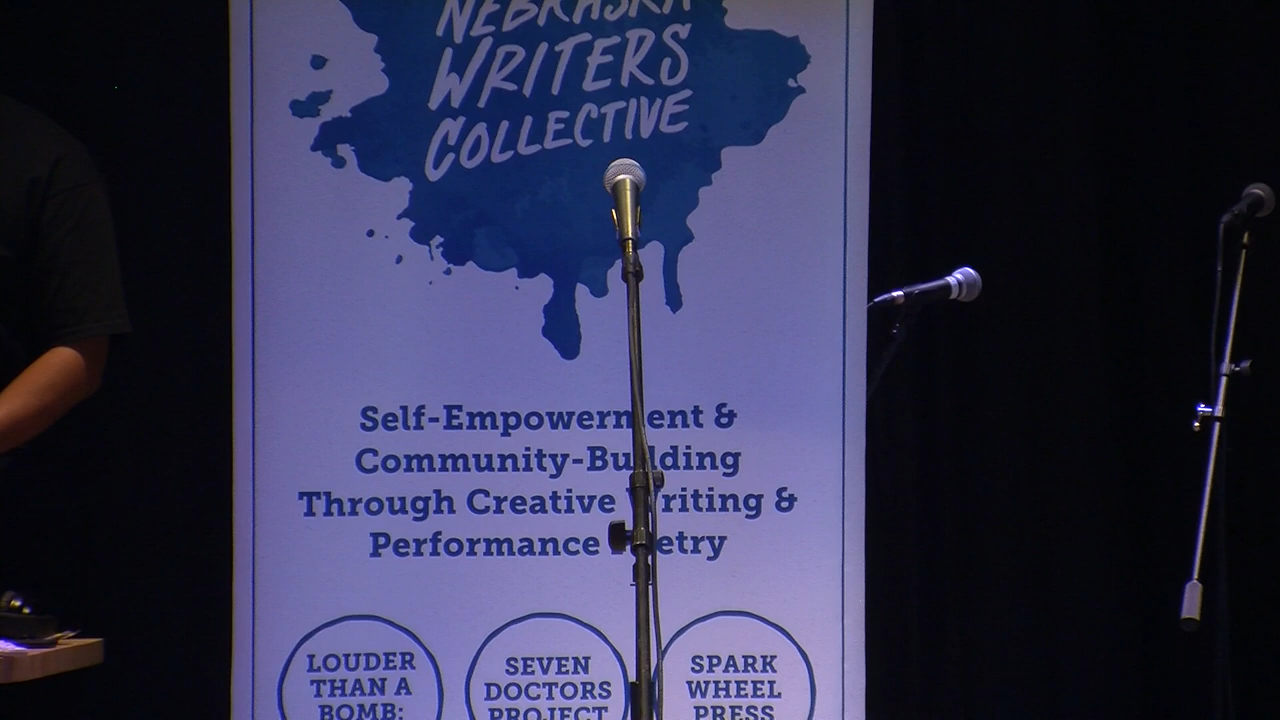 NEBRASKA
WRITERS
COLLECTIVE
Self-Empowerment &
Community-Building
Through Creative Writing &
Performance Poetry
LOUDER
THAN A
BOMB:
SEVEN
DOCTORS
PROJECT
SPARK
WHEEL
PRESS